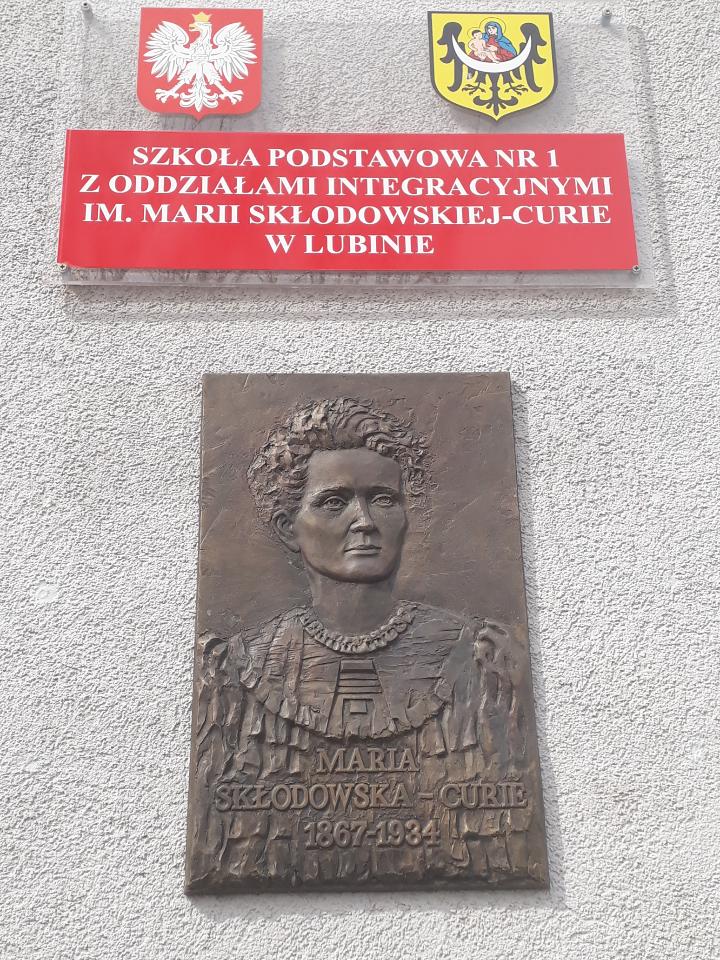 SZKOŁA PODSTAWOWA NR 1
Z ODDZIAŁAMI INTEGRACYJNYMI
IM. MARII SKŁODOWSKIEJ-CURIE
W LUBINIE
MARIA
SKŁODOWSKA - CURIE
1867-1934